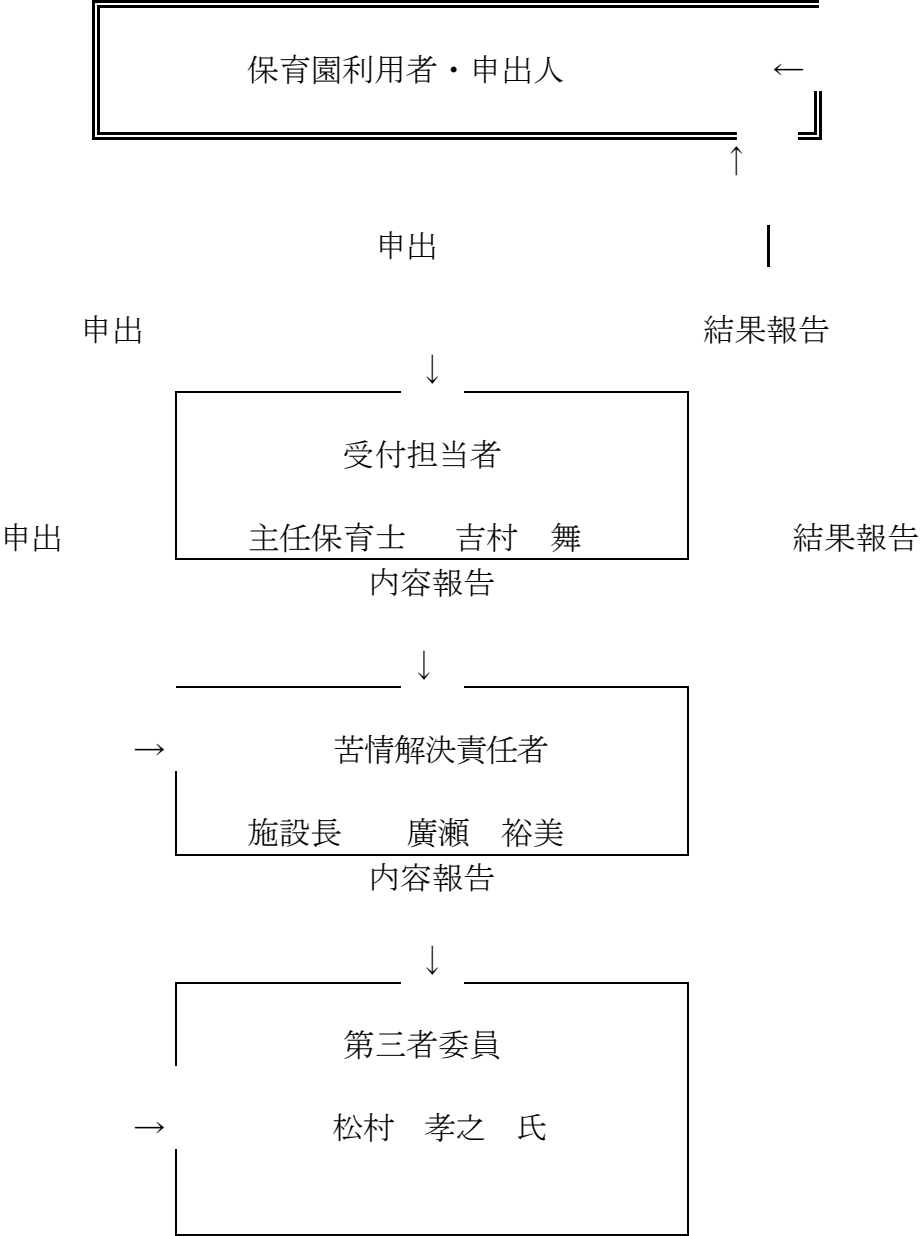 保育園利用者・申出人　←
↑
申出　|
申出　結果報告
↓
受付担当者
申出　主任保育士　吉村　舞　結果報告
内容報告
↓
→　苦情解決責任者
施設長　廣瀬　裕美
内容報告
↓
第三者委員
→　松村　孝之　氏